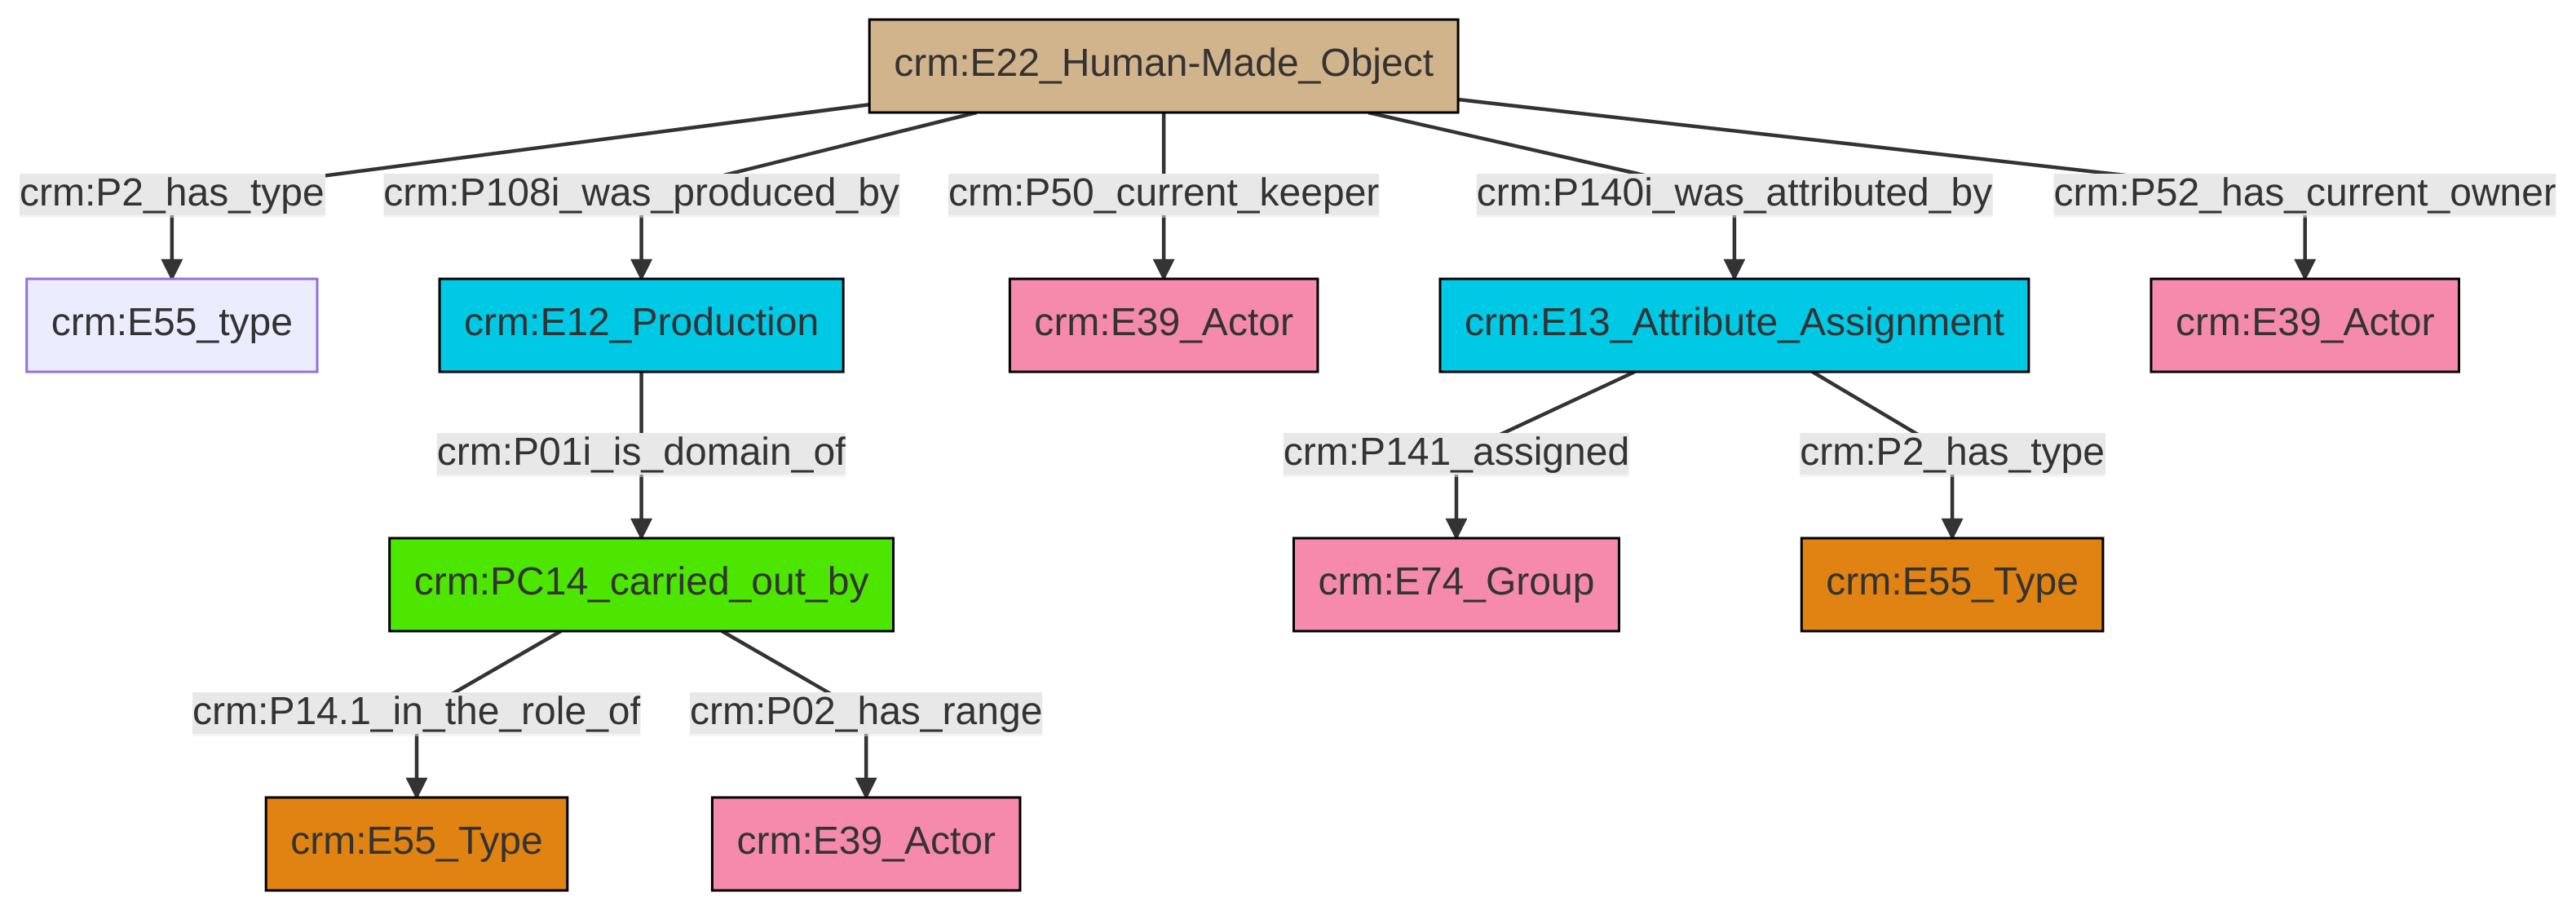 crm:E22_Human-Made_Object
crm:P2_has_type
crm:P108i_was_produced_by
crm:P50_current_keeper
crm:P140i_was_attributed_by
crm:P52_has_current_owner
crm:E55_type
crm:E12_Production
crm:E39_Actor
crm:E13_Attribute_Assignment
crm:E39_Actor
crm:P01i_is_domain_of
crm:P141_assigned
crm:P2_has_type
crm:PC14_carried_out_by
crm:E74_Group
crm:E55_Type
crm:P14.1_in_the_role_of
crm:P02_has_range
crm:E55_Type
crm:E39_Actor